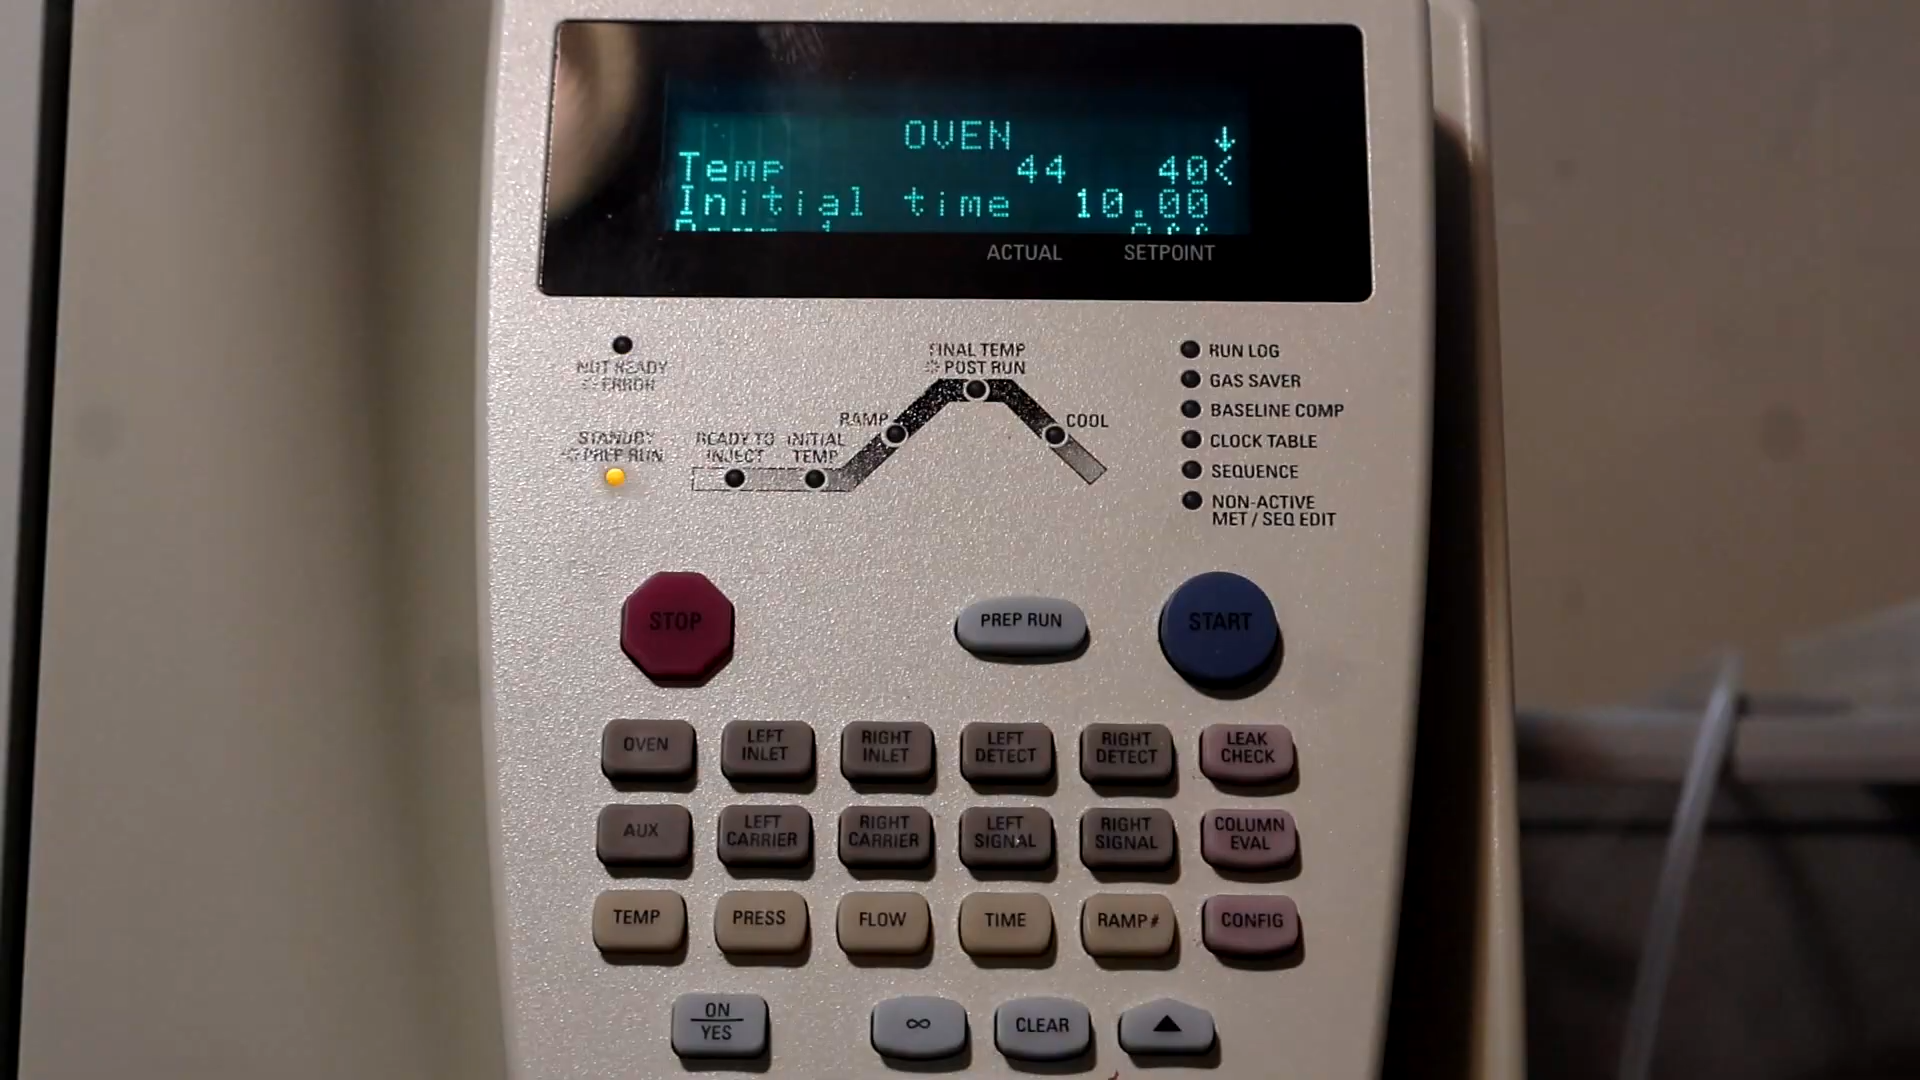 OVEN ↓
Temp 44 40<
Initial time 10.00
ACTUAL SETPOINT
NOT READY
ERROR
STANDBY
PREP RUN
READY TO
INJECT
INITIAL
TEMP
RAMP
FINAL TEMP
POST RUN
COOL
RUN LOG
GAS SAVER
BASELINE COMP
CLOCK TABLE
SEQUENCE
NON-ACTIVE
MET / SEQ EDIT
STOP
PREP RUN
START
OVEN
LEFT
INLET
RIGHT
INLET
LEFT
DETECT
RIGHT
DETECT
LEAK
CHECK
AUX
LEFT
CARRIER
RIGHT
CARRIER
LEFT
SIGNAL
RIGHT
SIGNAL
COLUMN
EVAL
TEMP
PRESS
FLOW
TIME
RAMP #
CONFIG
ON
YES
∞
CLEAR
▲